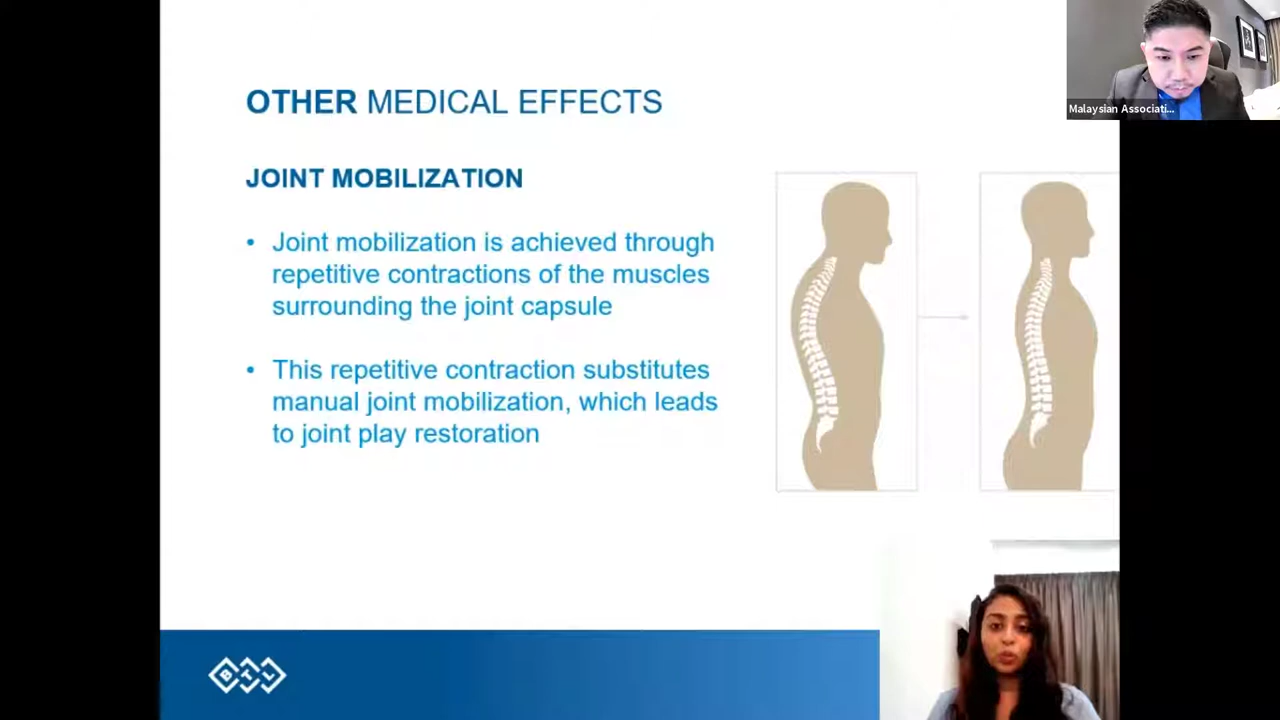 Malaysian Associati...
OTHER MEDICAL EFFECTS
JOINT MOBILIZATION
• Joint mobilization is achieved through
repetitive contractions of the muscles
surrounding the joint capsule
• This repetitive contraction substitutes
manual joint mobilization, which leads
to joint play restoration
BTL